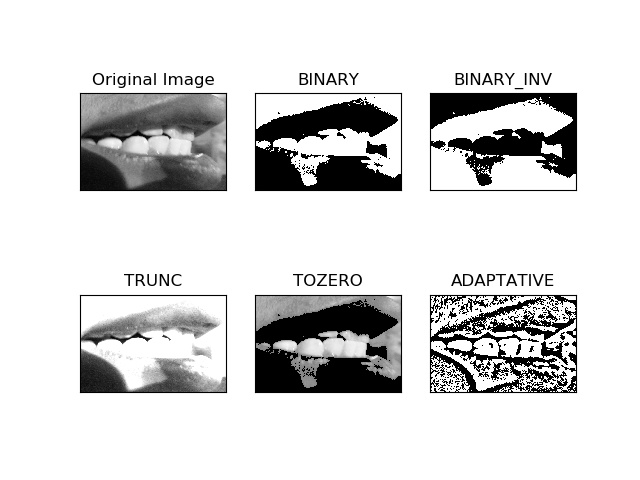 Original Image
BINARY
BINARY_INV
TRUNC
TOZERO
ADAPTATIVE